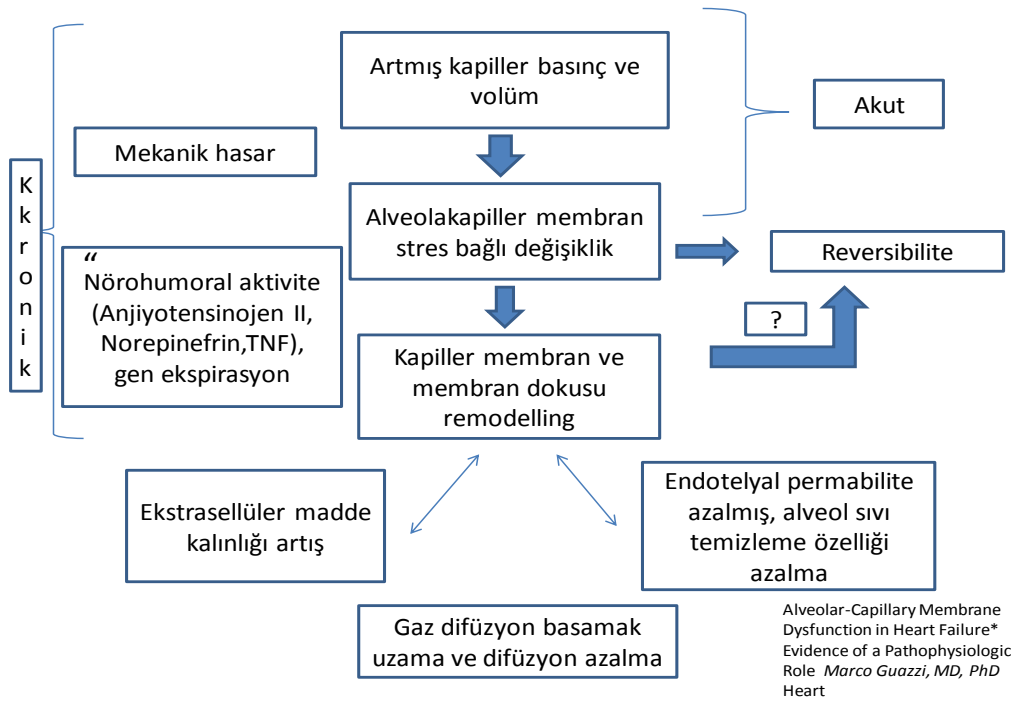 Artmış kapiller basınç ve
volüm
Akut
Mekanik hasar
K
k
r
o
n
i
k
Alveolakapiller membran
stres bağlı değişiklik
Reversibilite
“
Nörohumoral aktivite
(Anjiyotensinojen II,
Norepinefrin,TNF),
gen ekspirasyon
?
Kapiller membran ve
membran dokusu
remodelling
Ekstrasellüler madde
kalınlığı artış
Endotelyal permabilite
azalmış, alveol sıvı
temizleme özelliği
azalma
Gaz difüzyon basamak
uzama ve difüzyon azalma
Alveolar-Capillary Membrane
Dysfunction in Heart Failure*
Evidence of a Pathophysiologic
Role Marco Guazzi, MD, PhD
Heart